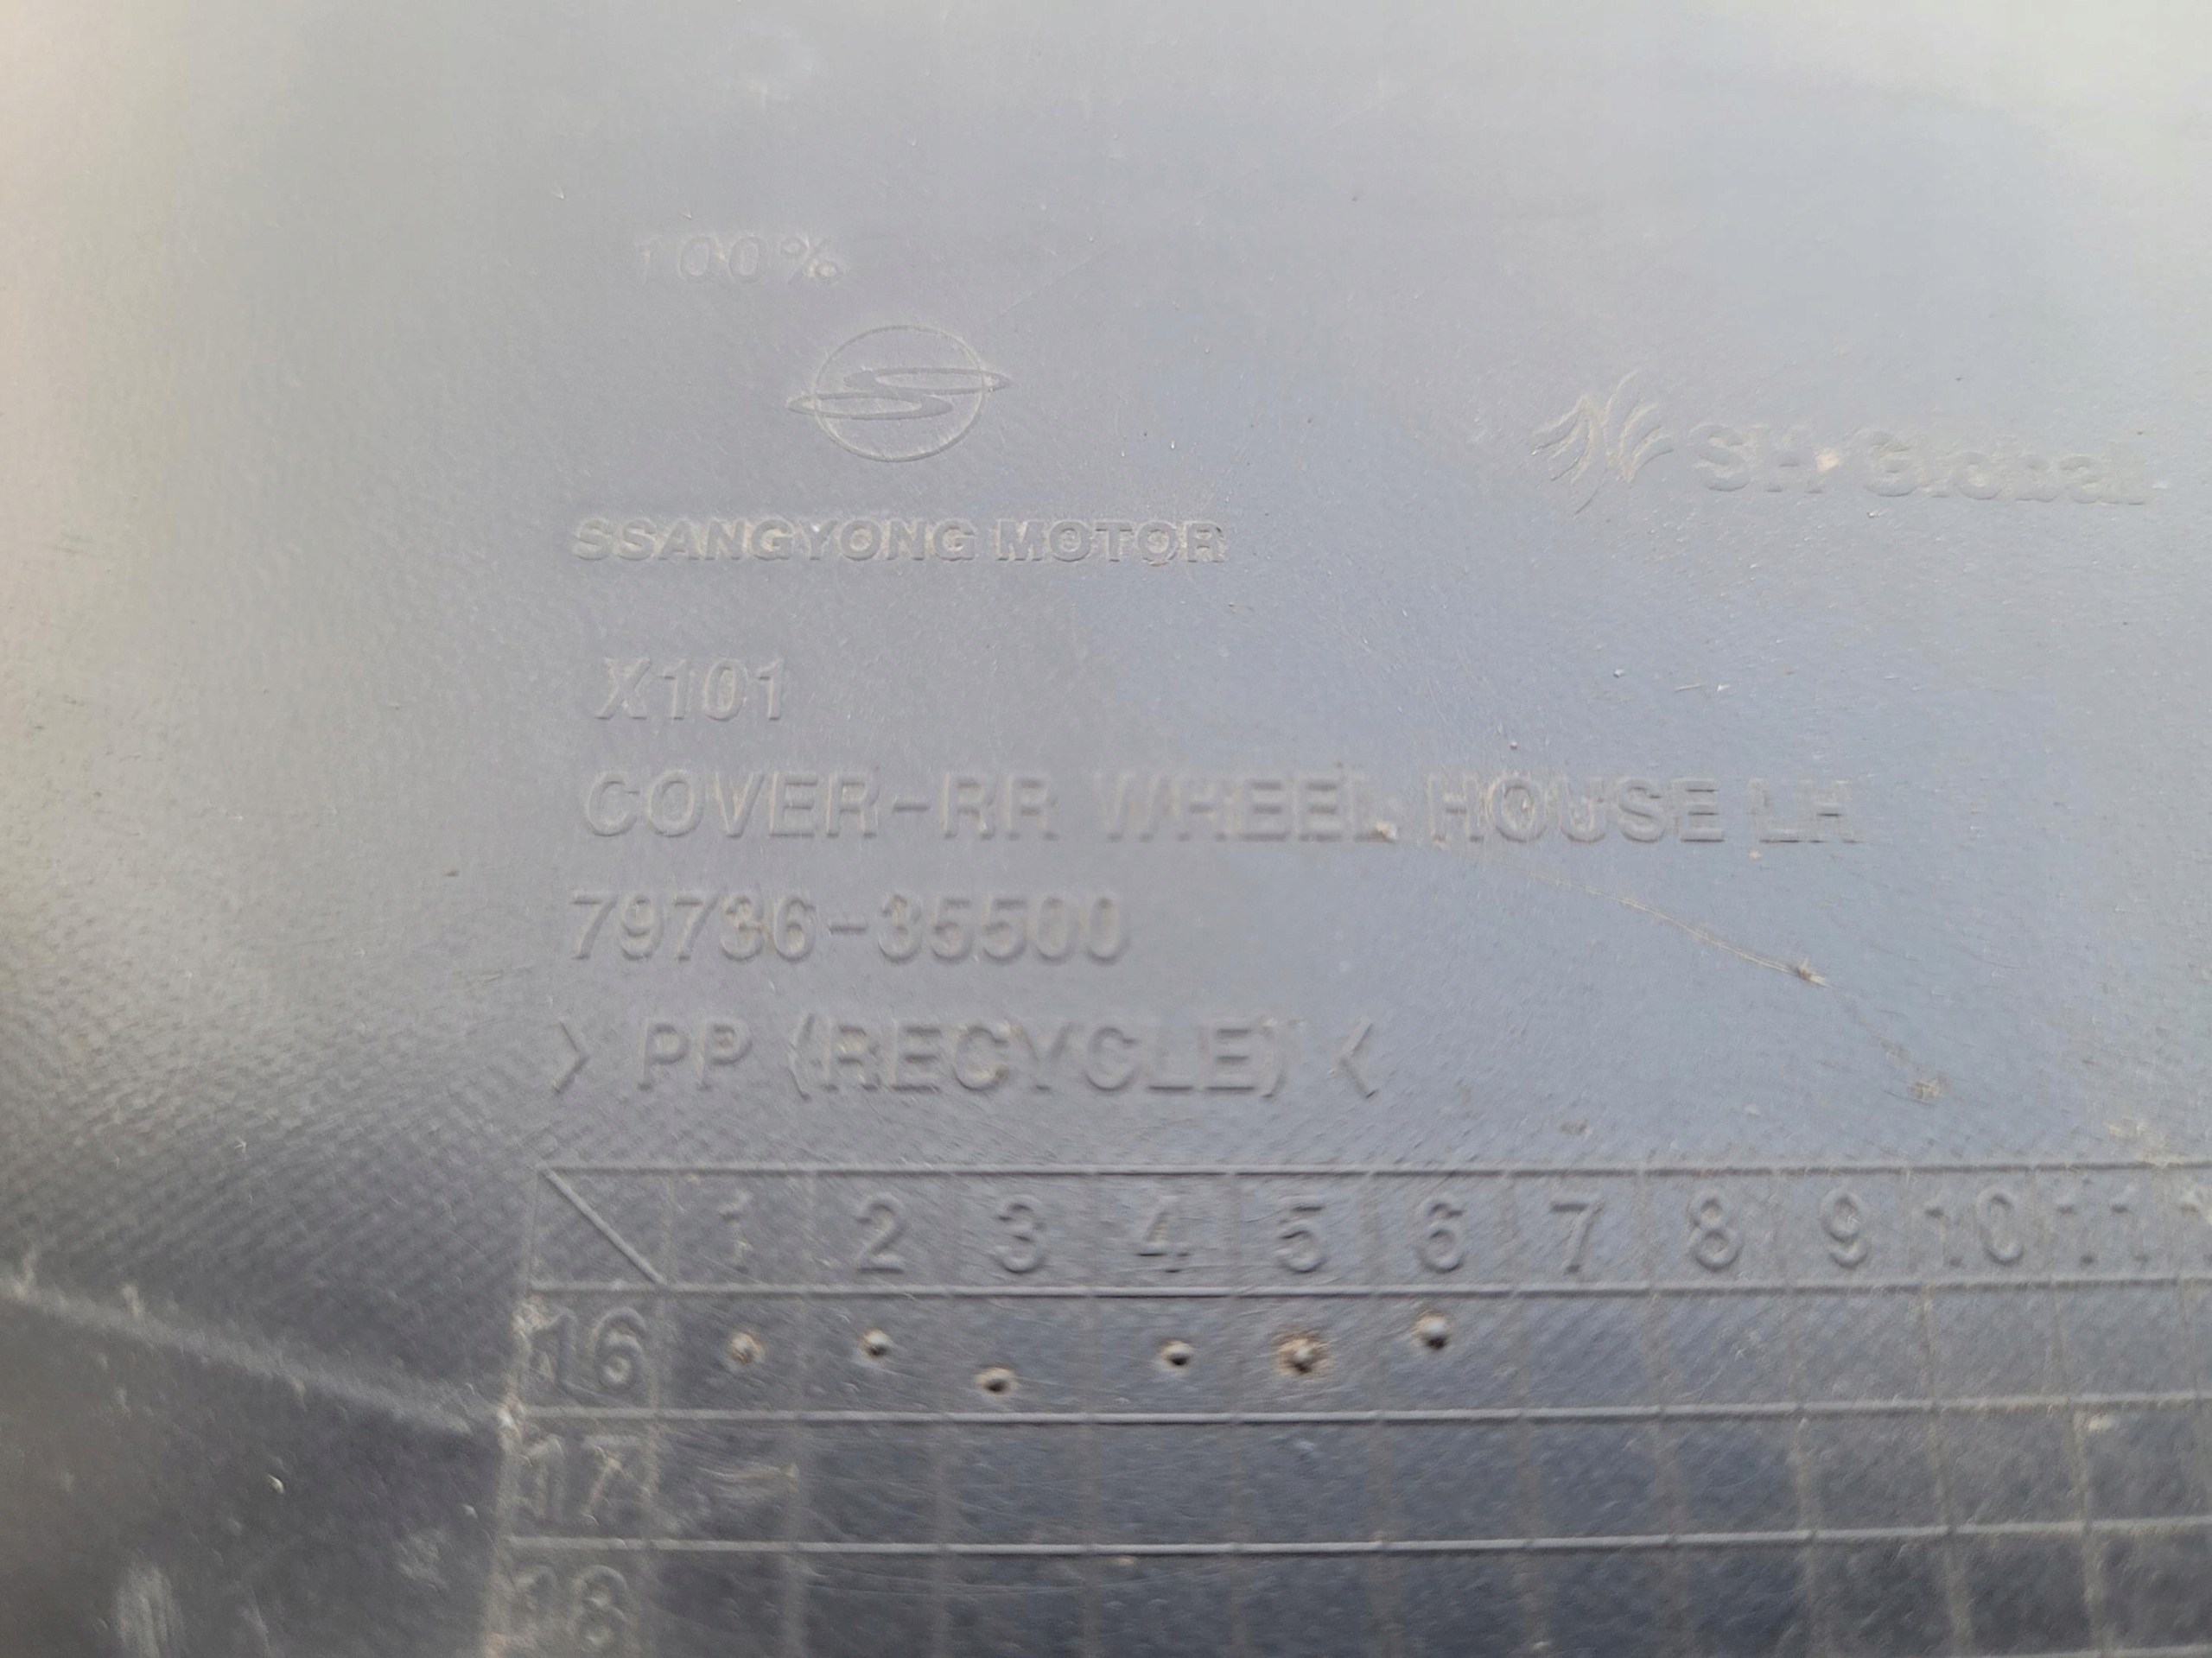 100%
SH Global
SSANGYONG MOTOR
X101
COVER-RR WHEEL HOUSE LH
79736-35500
> PP (RECYCLE) <
1 2 3 4 5 6 7 8 9 10 11
16
17
18